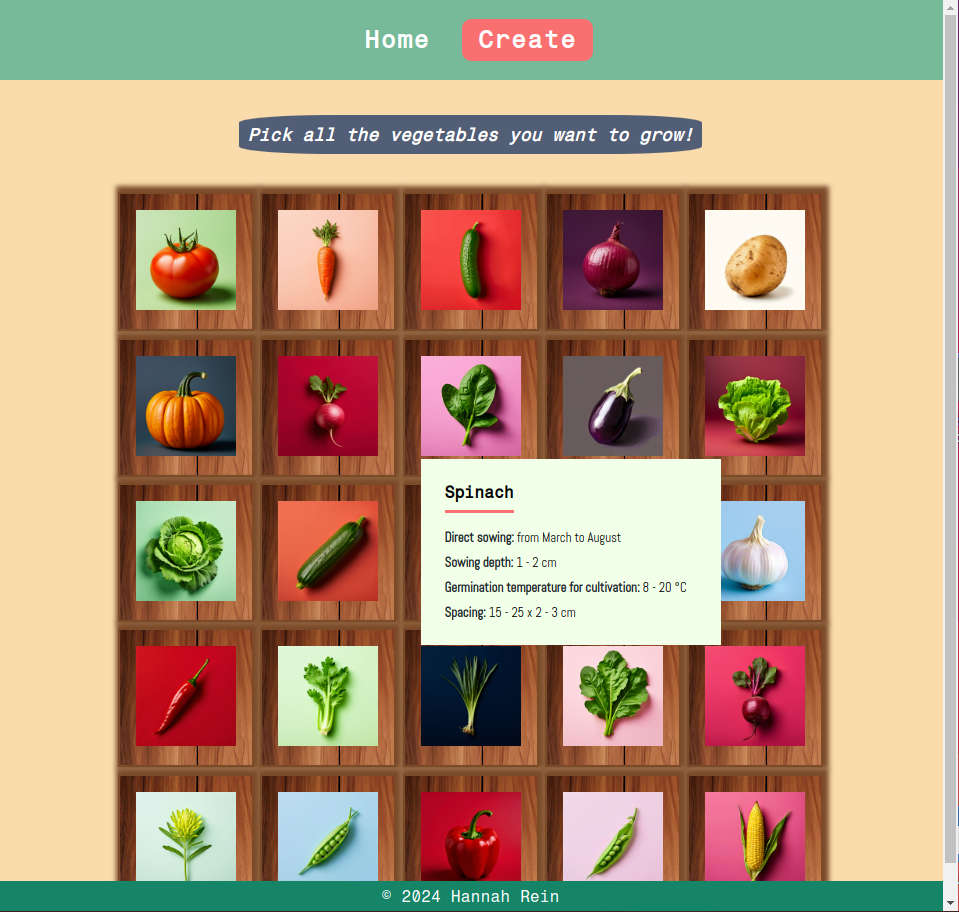 Home Create
Pick all the vegetables you want to grow!
Spinach
Direct sowing: from March to August
Sowing depth: 1 - 2 cm
Germination temperature for cultivation: 8 - 20 °C
Spacing: 15 - 25 x 2 - 3 cm
© 2024 Hannah Rein